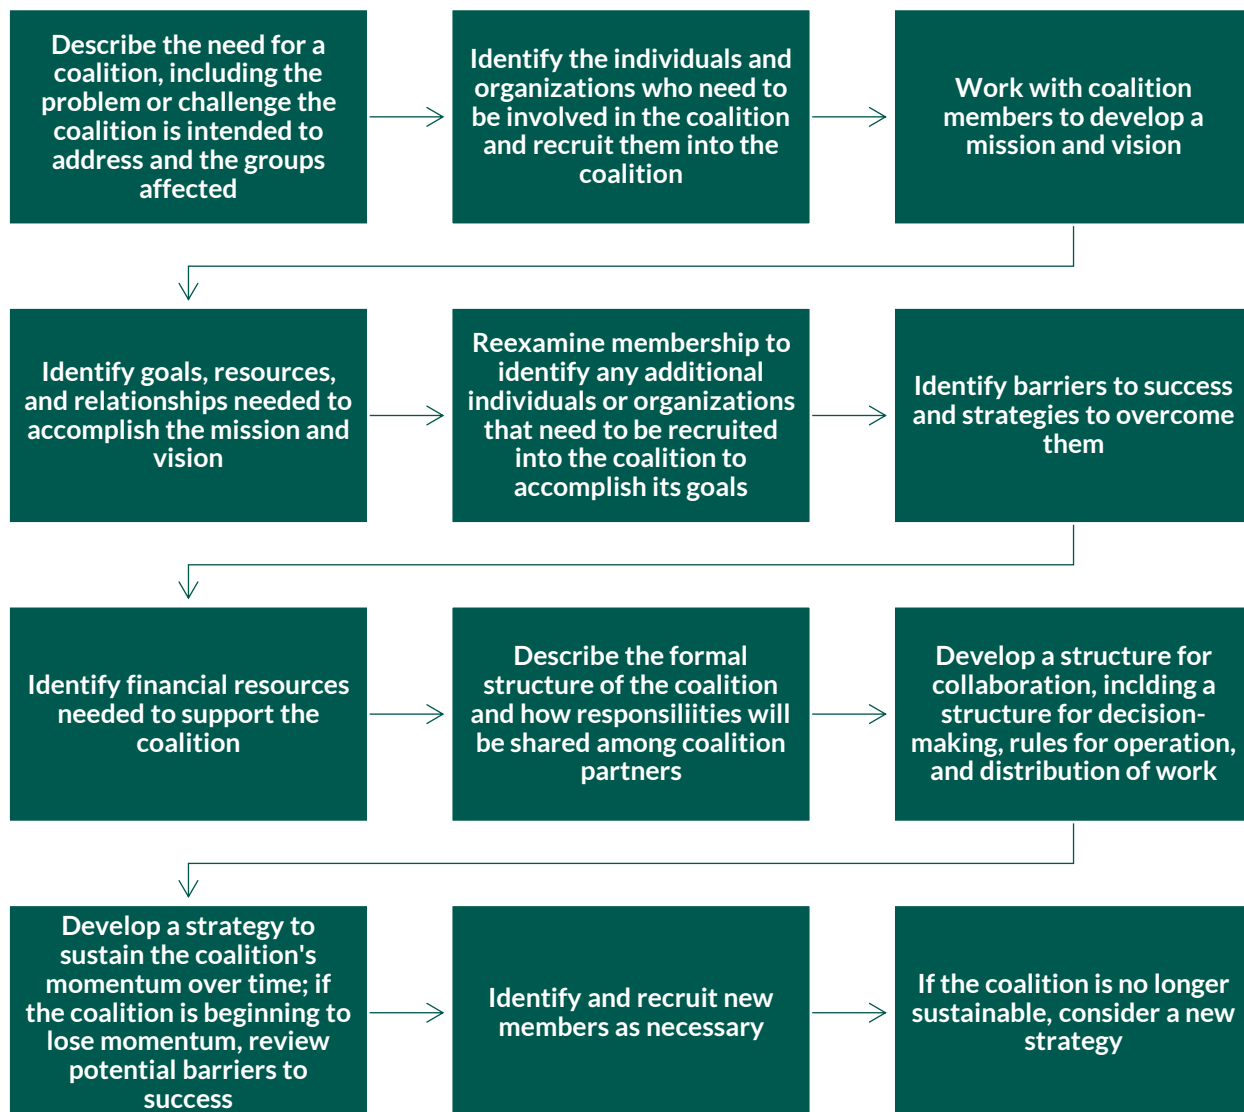 Describe the need for a
coalition, including the
problem or challenge the
coalition is intended to
address and the groups
affected
Identify the individuals and
organizations who need to
be involved in the coalition
and recruit them into the
coalition
Work with coalition
members to develop a
mission and vision
Identify goals, resources,
and relationships needed to
accomplish the mission and
vision
Reexamine membership to
identify any additional
individuals or organizations
that need to be recruited
into the coalition to
accomplish its goals
Identify barriers to success
and strategies to overcome
them
Identify financial resources
needed to support the
coalition
Describe the formal
structure of the coalition
and how responsiliities will
be shared among coalition
partners
Develop a structure for
collaboration, inclding a
structure for decision-
making, rules for operation,
and distribution of work
Develop a strategy to
sustain the coalition's
momentum over time; if
the coalition is beginning to
lose momentum, review
potential barriers to
success
Identify and recruit new
members as necessary
If the coalition is no longer
sustainable, consider a new
strategy